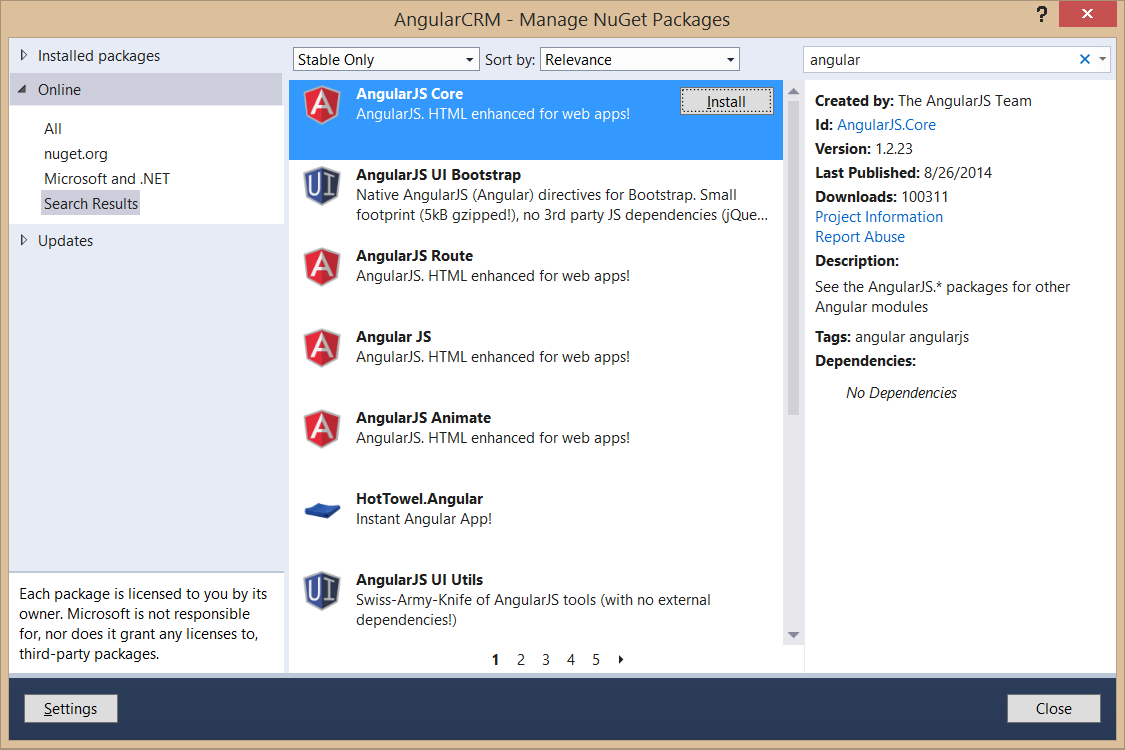 AngularCRM - Manage NuGet Packages
?
Installed packages
Online
All
nuget.org
Microsoft and .NET
Search Results
Updates
Each package is licensed to you by its
owner. Microsoft is not responsible
for, nor does it grant any licenses to,
third-party packages.
Stable Only
Sort by: Relevance
AngularJS Core
AngularJS. HTML enhanced for web apps!
Install
AngularJS UI Bootstrap
Native AngularJS (Angular) directives for Bootstrap. Small
footprint (5kB gzipped!), no 3rd party JS dependencies (jQue...
AngularJS Route
AngularJS. HTML enhanced for web apps!
Angular JS
AngularJS. HTML enhanced for web apps!
AngularJS Animate
AngularJS. HTML enhanced for web apps!
HotTowel.Angular
Instant Angular App!
AngularJS UI Utils
Swiss-Army-Knife of AngularJS tools (with no external
dependencies!)
1 2 3 4 5
angular
Created by: The AngularJS Team
Id: AngularJS.Core
Version: 1.2.23
Last Published: 8/26/2014
Downloads: 100311
Project Information
Report Abuse
Description:
See the AngularJS.* packages for other
Angular modules
Tags: angular angularjs
Dependencies:
No Dependencies
Settings
Close